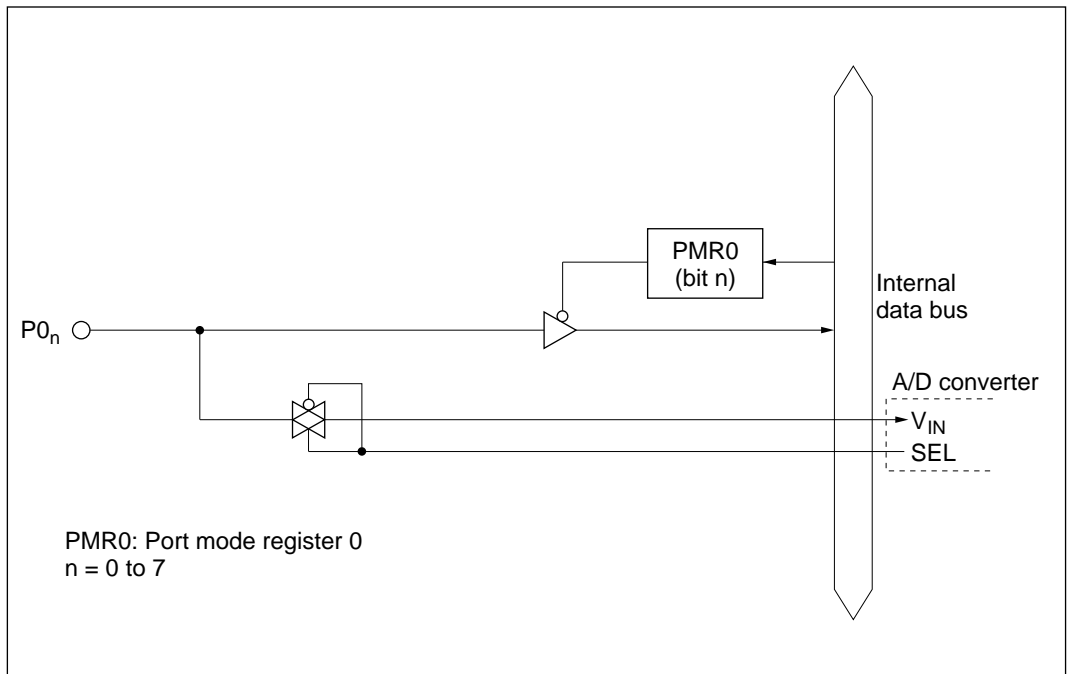 PMR0
(bit n)
Internal
data bus
P0n
A/D converter
VIN
SEL
PMR0: Port mode register 0
n = 0 to 7